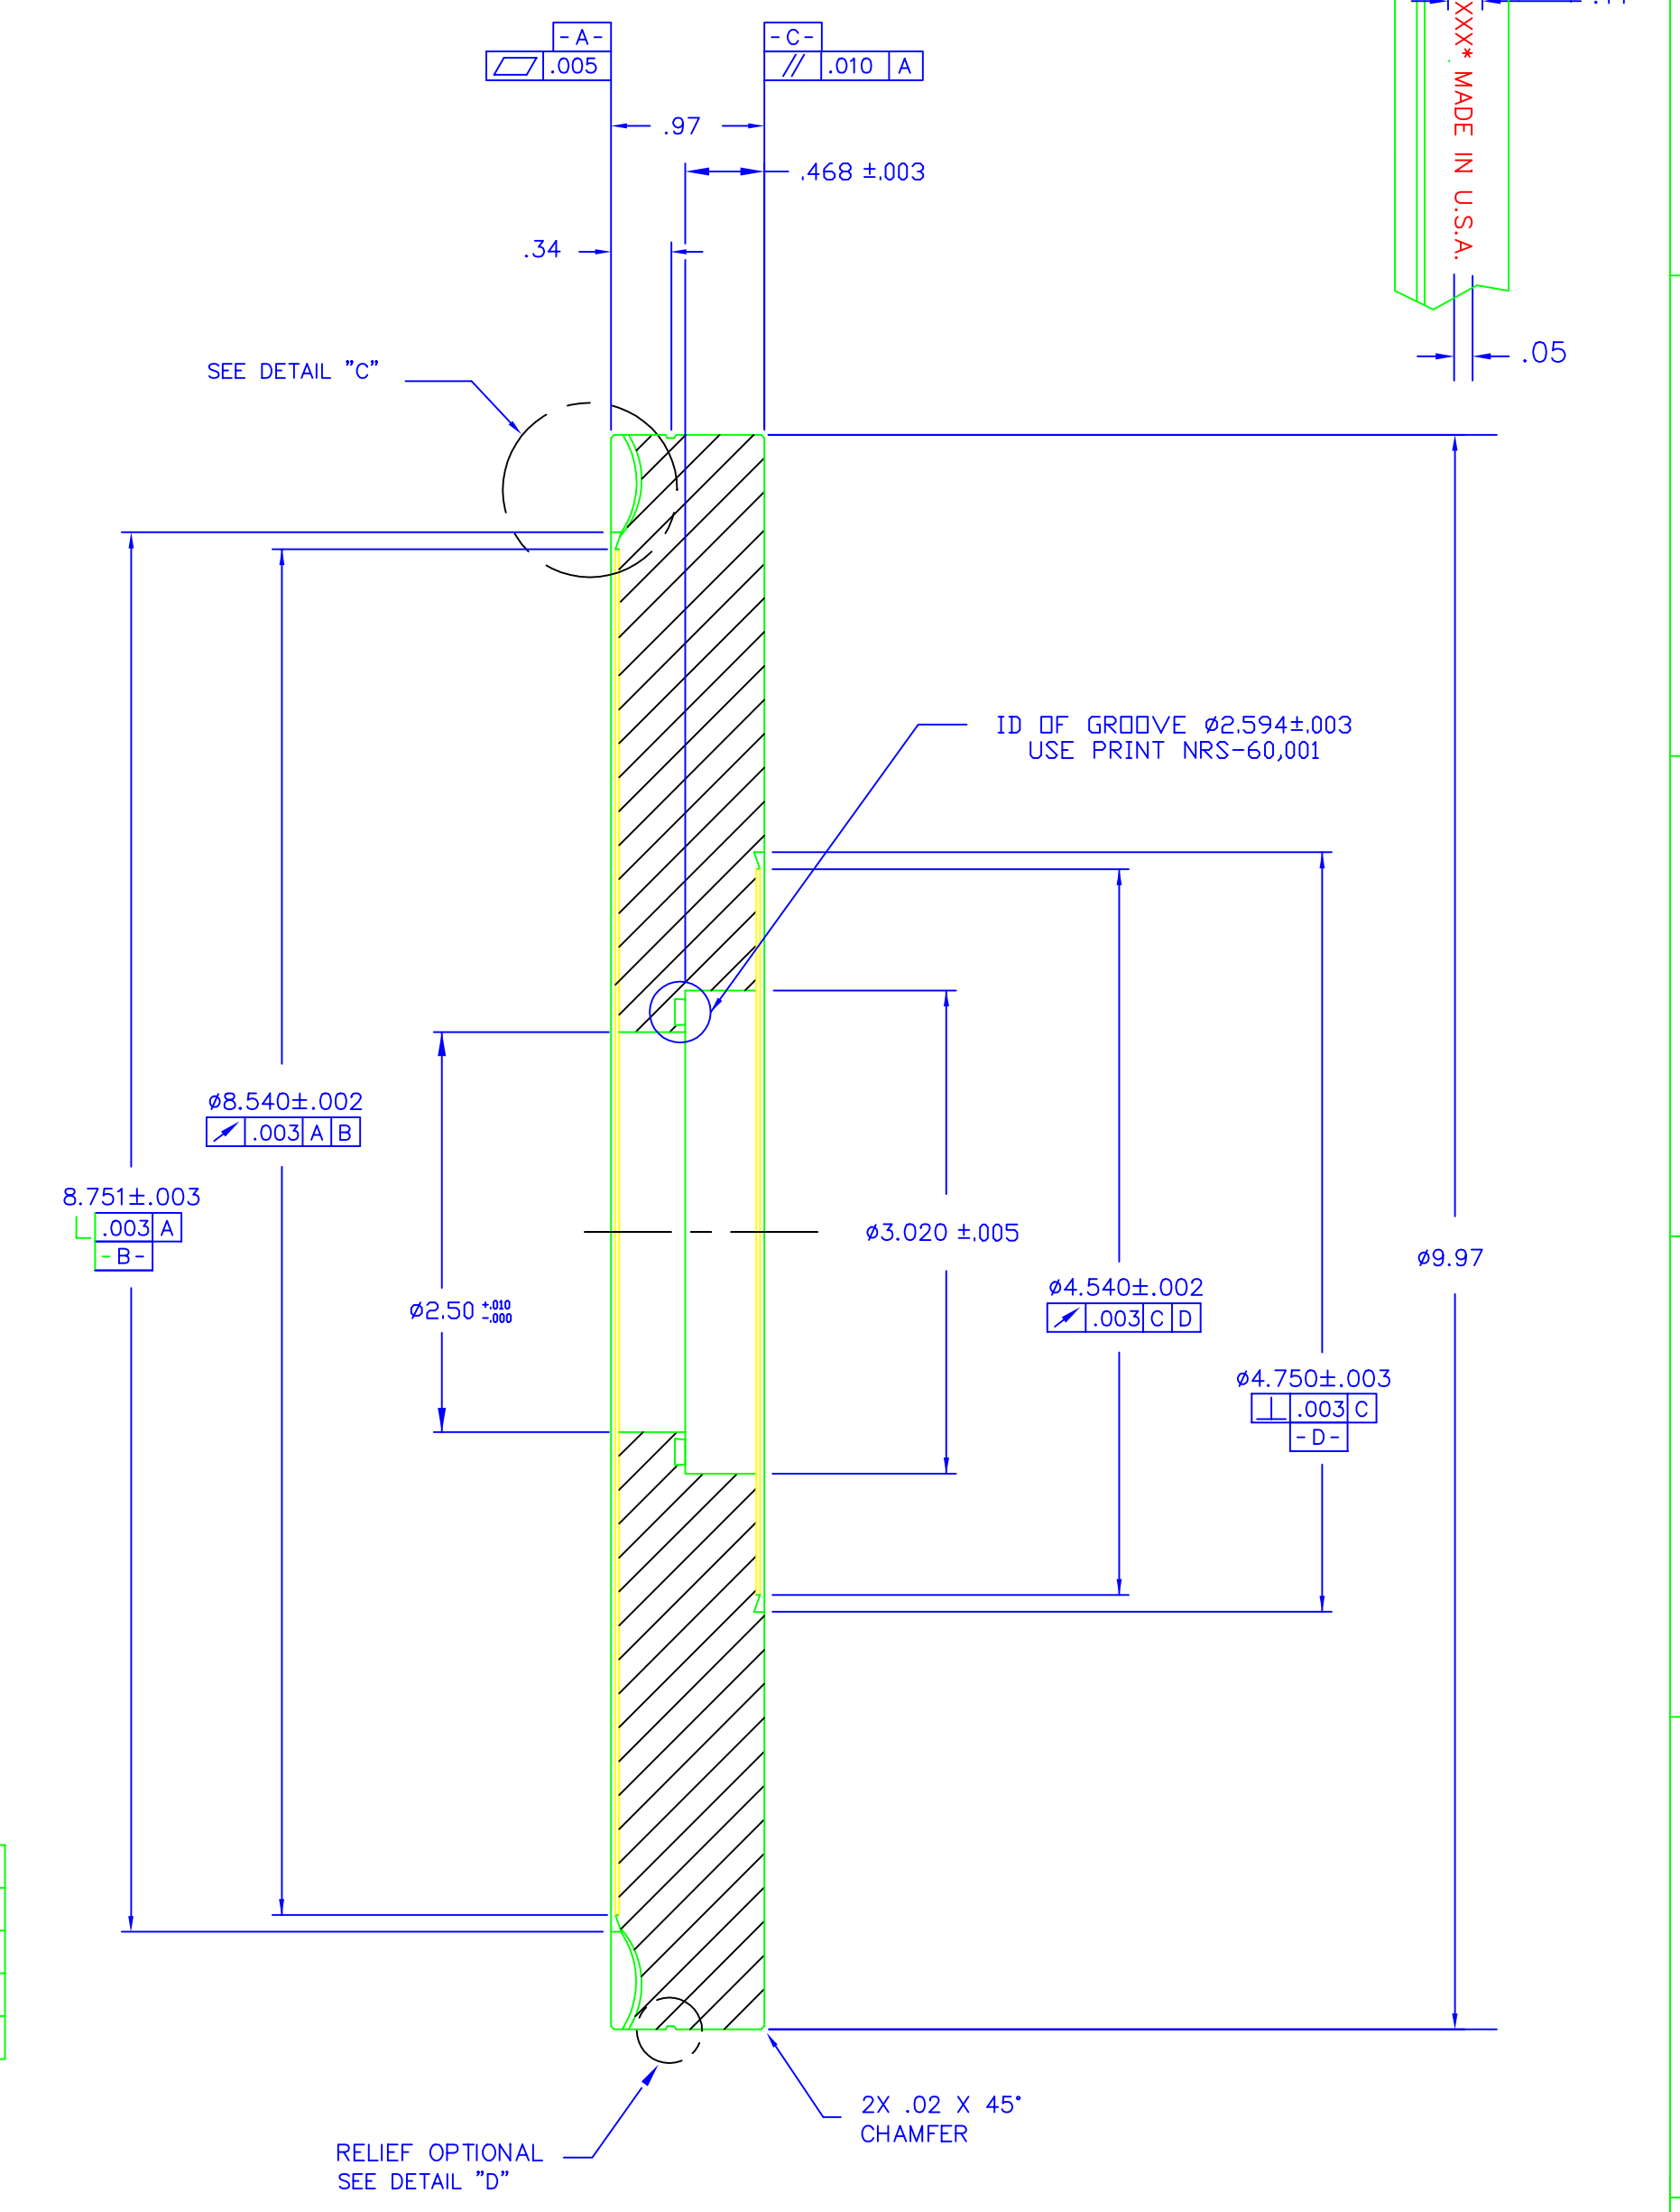 -A-
.005
-C-
// .010 A
.97
.468 ±.003
.34
XXX* MADE IN U.S.A.
.05
SEE DETAIL "C"
ID OF GROOVE ø2.594±.003
USE PRINT NRS-60,001
ø8.540±.002
.003 A B
8.751±.003
.003 A
-B-
ø3.020 ±.005
ø9.97
ø4.540±.002
.003 C D
ø2.50 +.010
-.000
ø4.750±.003
.003 C
-D-
2X .02 X 45°
CHAMFER
RELIEF OPTIONAL
SEE DETAIL "D"